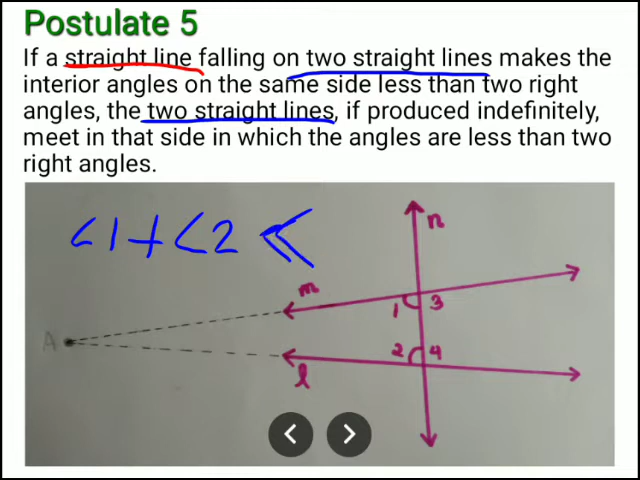 Postulate 5
If a straight line falling on two straight lines makes the
interior angles on the same side less than two right
angles, the two straight lines, if produced indefinitely,
meet in that side in which the angles are less than two
right angles.
<1+<2 <
n
m
1 3
A
2 4
l